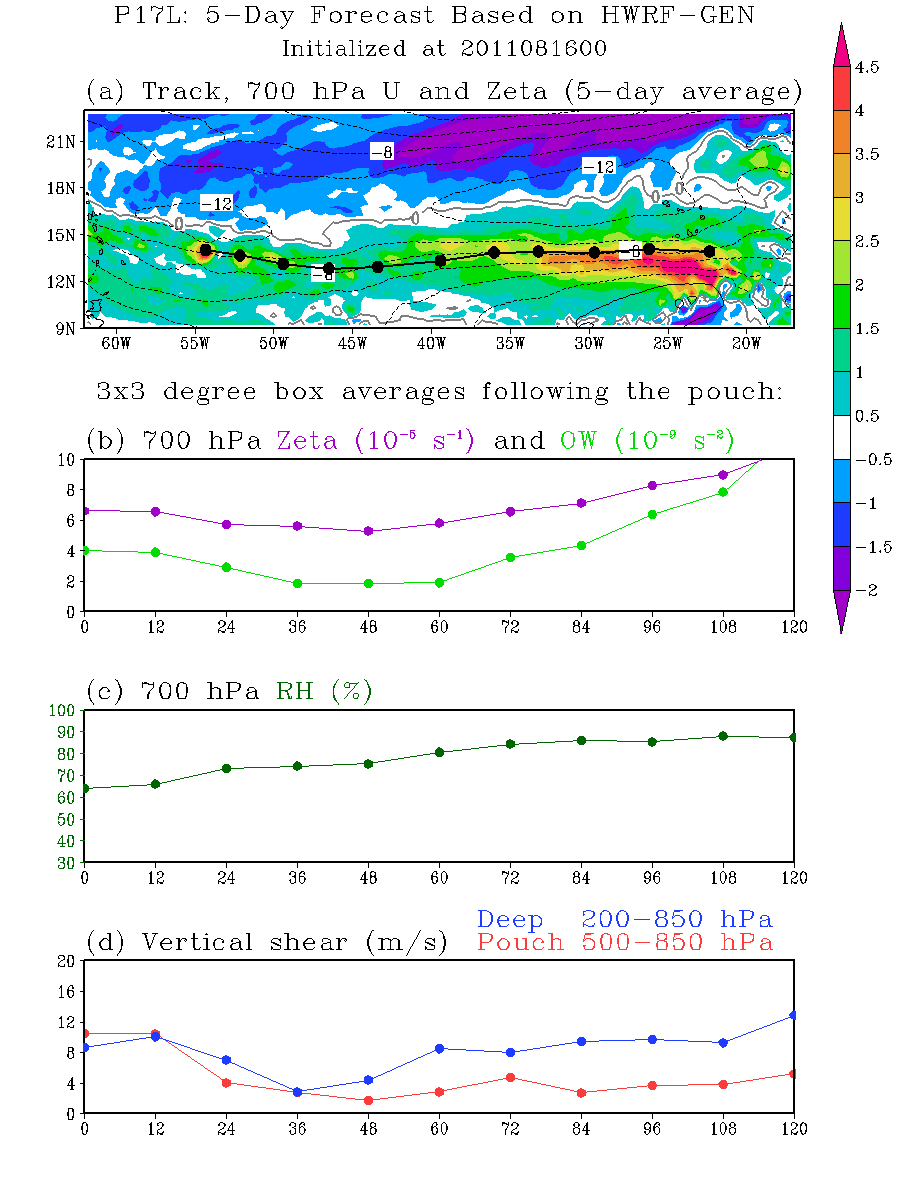 P17L: 5-Day Forecast Based on HWRF-GEN
Initialized at 2011081600
(a) Track, 700 hPa U and Zeta (5-day average)
21N
18N
15N
12N
9N
-8
-12
-12
0
0
0
0
-8
60W 55W 50W 45W 40W 35W 30W 25W 20W
4.5
4
3.5
3
2.5
2
1.5
1
0.5
-0.5
-1
-1.5
-2
3x3 degree box averages following the pouch:
(b) 700 hPa Zeta (10⁻⁵ s⁻¹) and OW (10⁻⁹ s⁻²)
10
8
6
4
2
0
0 12 24 36 48 60 72 84 96 108 120
(c) 700 hPa RH (%)
100
90
80
70
60
50
40
30
0 12 24 36 48 60 72 84 96 108 120
Deep 200-850 hPa
(d) Vertical shear (m/s) Pouch 500-850 hPa
20
16
12
8
4
0
0 12 24 36 48 60 72 84 96 108 120